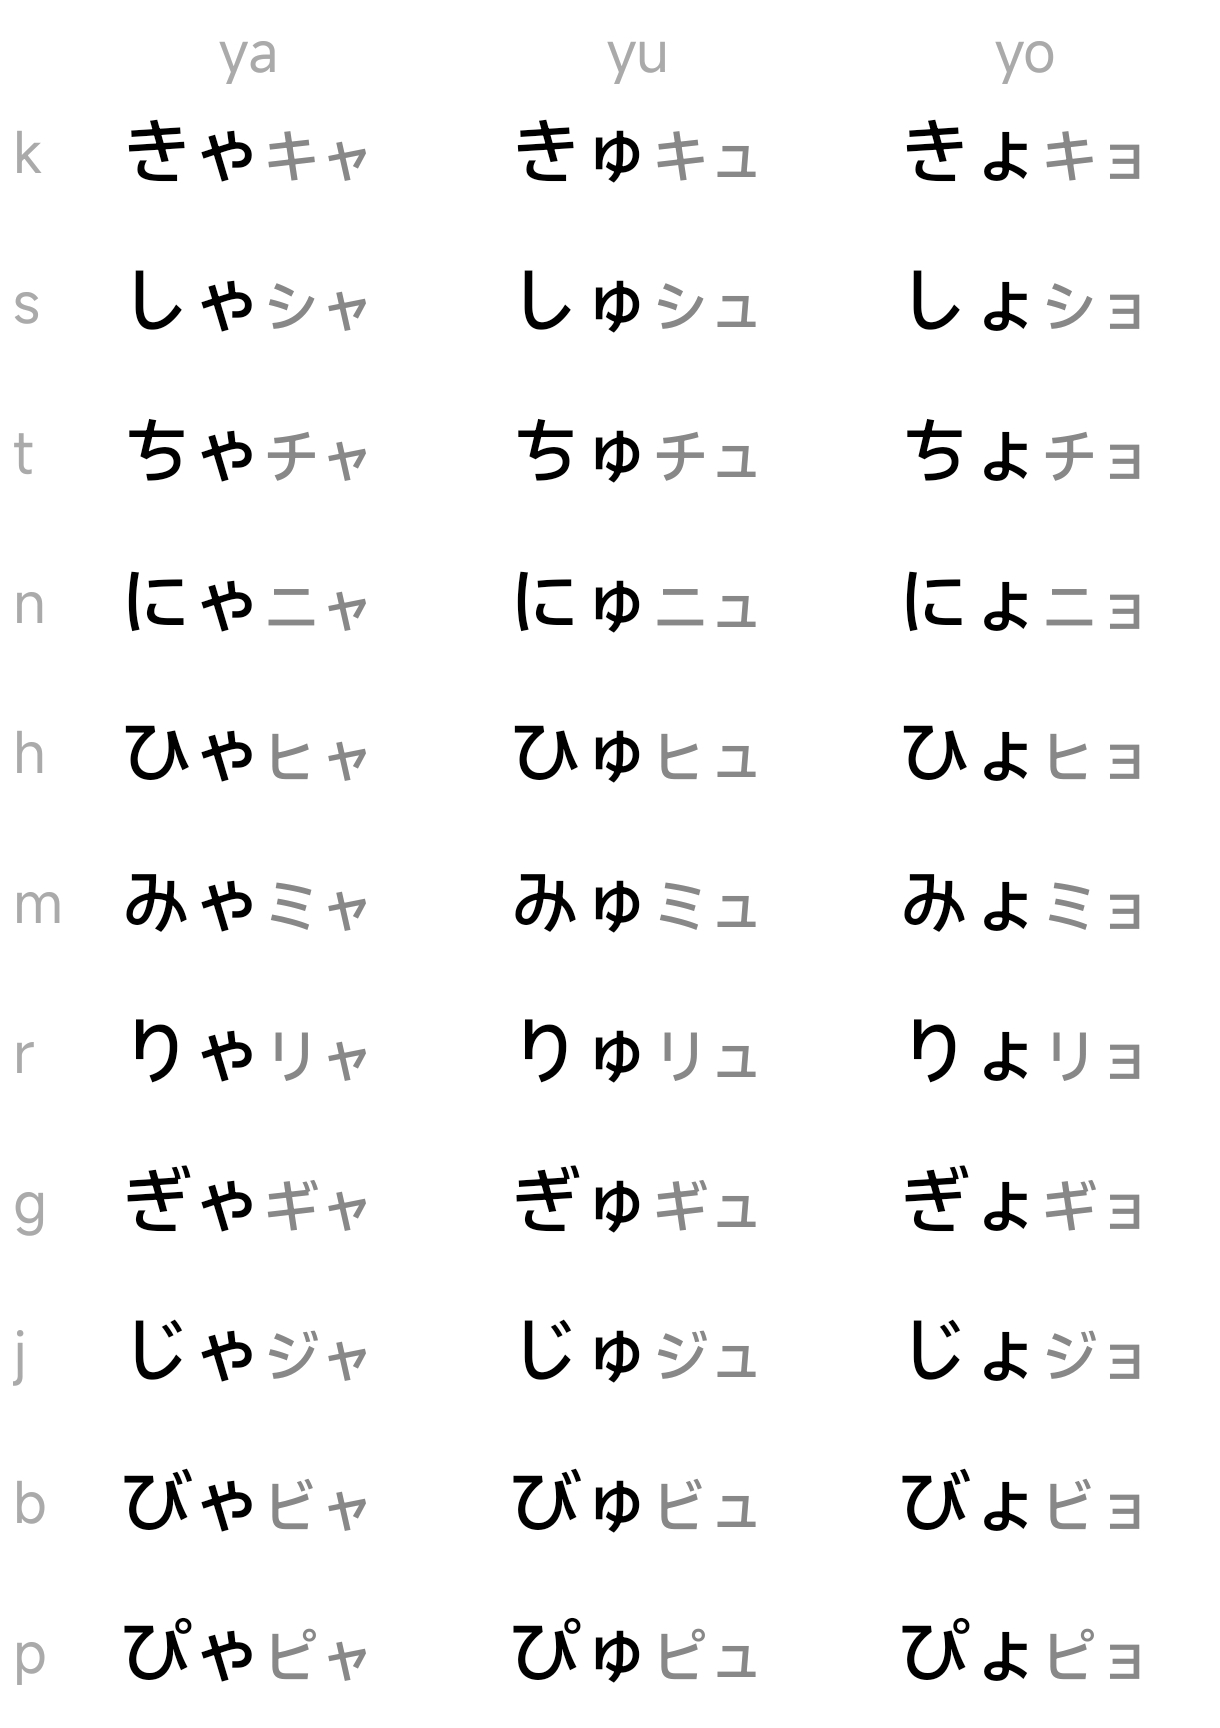 ya yu yo
k きゃキャ きゅキュ きょキョ
s しゃシャ しゅシュ しょショ
t ちゃチャ ちゅチュ ちょチョ
n にゃニャ にゅニュ にょニョ
h ひゃヒャ ひゅヒュ ひょヒョ
m みゃミャ みゅミュ みょミョ
r りゃリャ りゅリュ りょリョ
g ぎゃギャ ぎゅギュ ぎょギョ
j じゃジャ じゅジュ じょジョ
b びゃビャ びゅビュ びょビョ
p ぴゃピャ ぴゅピュ ぴょピョ